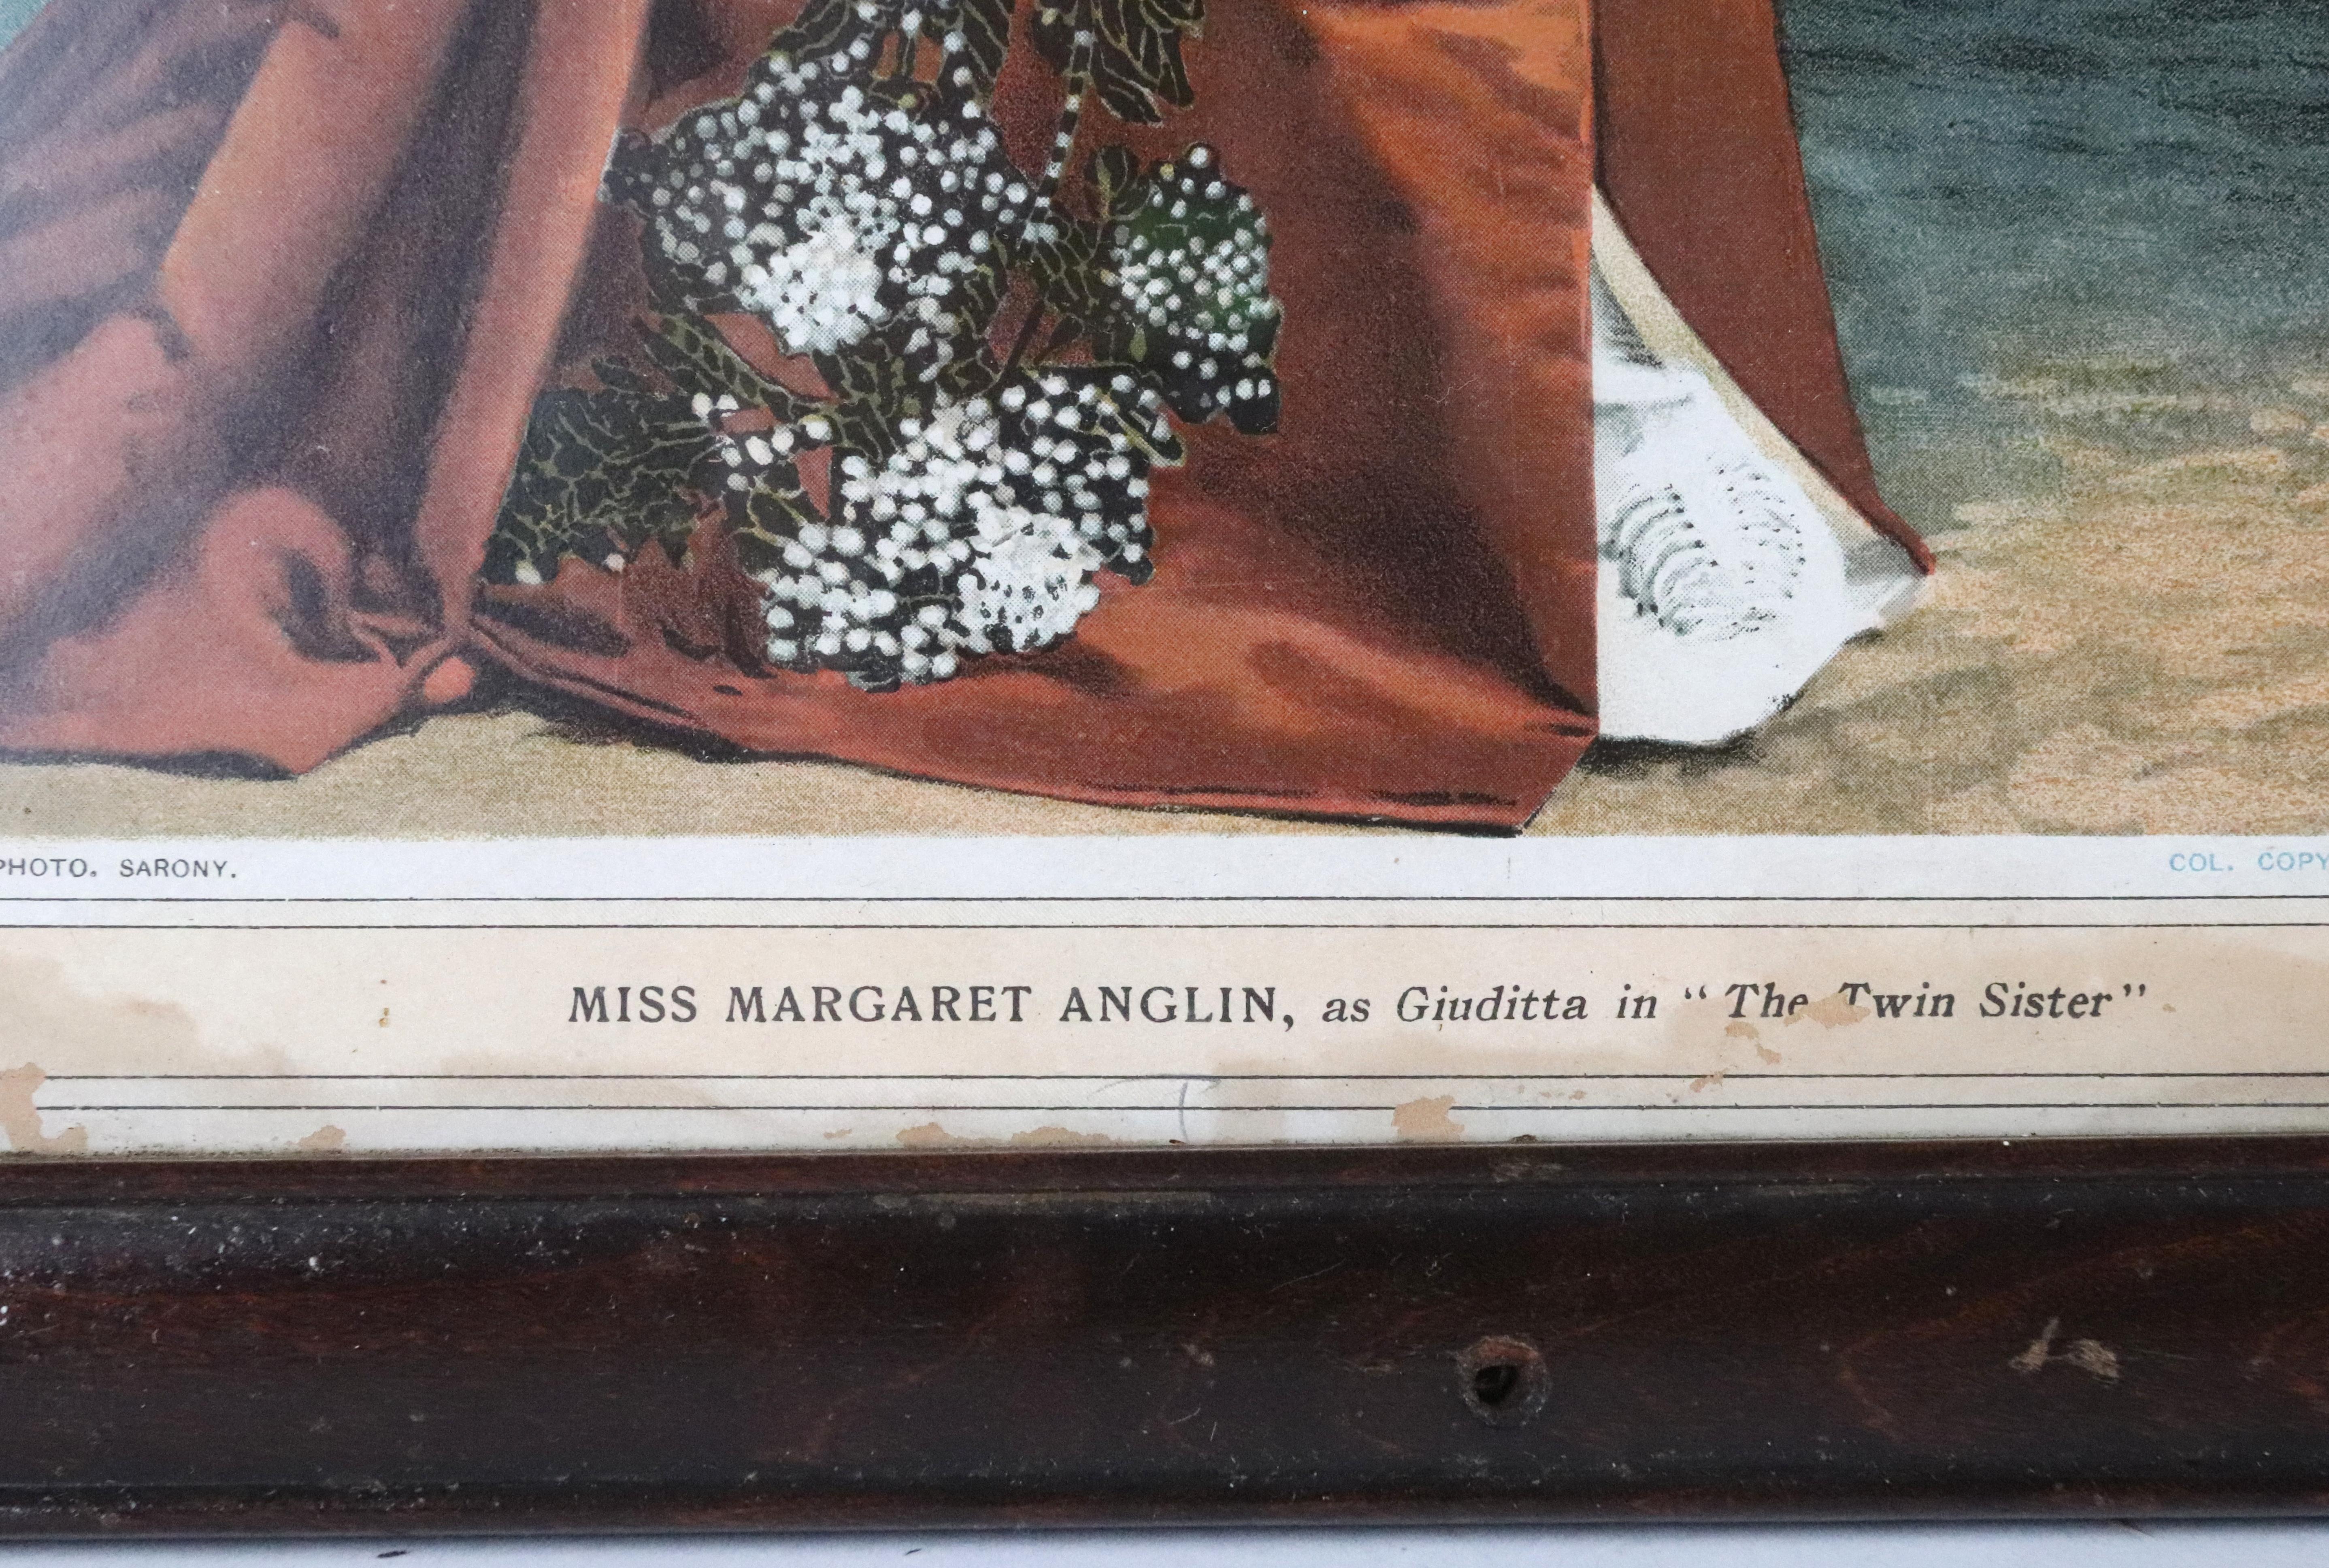 PHOTO. SARONY.
COL. COPY
MISS MARGARET ANGLIN, as Giuditta in “The Twin Sister”